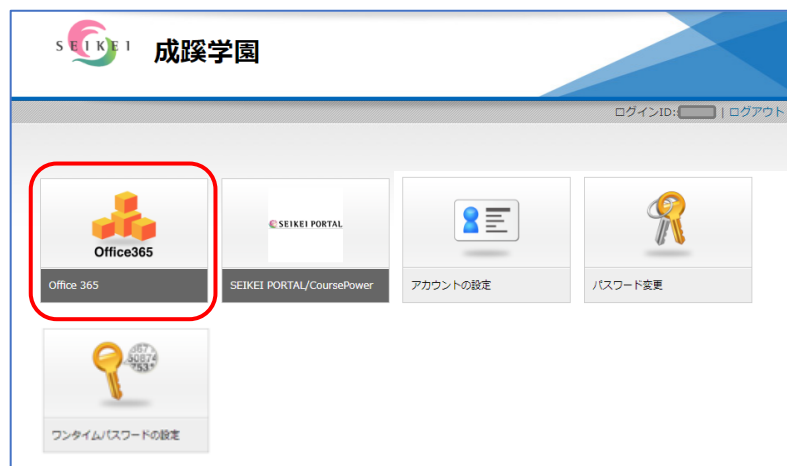 SEIKEI 成蹊学園
ログインID: | ログアウト
Office365
SEIKEI PORTAL
Office 365
SEIKEI PORTAL/CoursePower
アカウントの設定
パスワード変更
ワンタイムパスワードの設定